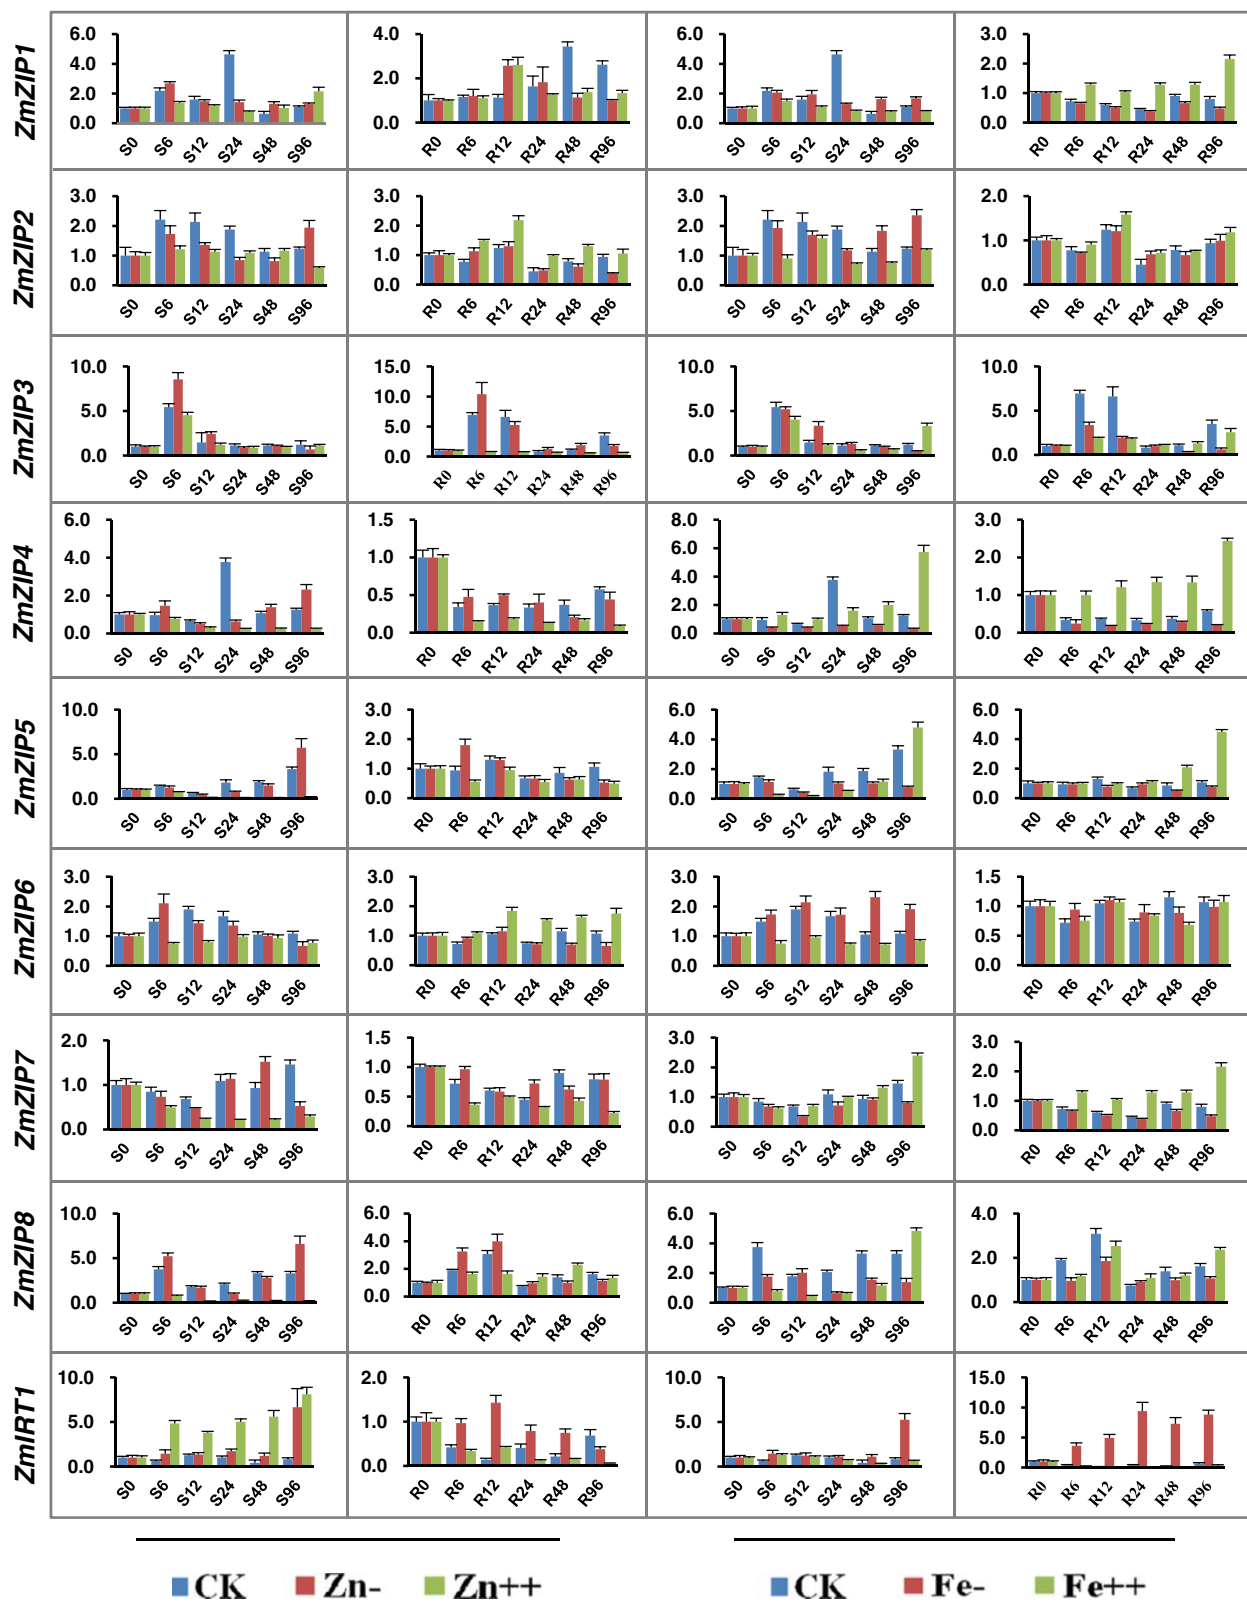 ZmZIP1
6.0 4.0 2.0 0.0
S0 S6 S12 S24 S48 S96
4.0 2.0 0.0
R0 R6 R12 R24 R48 R96
6.0 4.0 2.0 0.0
S0 S6 S12 S24 S48 S96
3.0 2.0 1.0 0.0
R0 R6 R12 R24 R48 R96
ZmZIP2
3.0 2.0 1.0 0.0
S0 S6 S12 S24 S48 S96
3.0 2.0 1.0 0.0
R0 R6 R12 R24 R48 R96
3.0 2.0 1.0 0.0
S0 S6 S12 S24 S48 S96
2.0 1.0 0.0
R0 R6 R12 R24 R48 R96
ZmZIP3
10.0 5.0 0.0
S0 S6 S12 S24 S48 S96
15.0 10.0 5.0 0.0
R0 R6 R12 R24 R48 R96
10.0 5.0 0.0
S0 S6 S12 S24 S48 S96
10.0 5.0 0.0
R0 R6 R12 R24 R48 R96
ZmZIP4
6.0 4.0 2.0 0.0
S0 S6 S12 S24 S48 S96
1.5 1.0 0.5 0.0
R0 R6 R12 R24 R48 R96
8.0 6.0 4.0 2.0 0.0
S0 S6 S12 S24 S48 S96
3.0 2.0 1.0 0.0
R0 R6 R12 R24 R48 R96
ZmZIP5
10.0 5.0 0.0
S0 S6 S12 S24 S48 S96
3.0 2.0 1.0 0.0
R0 R6 R12 R24 R48 R96
6.0 4.0 2.0 0.0
S0 S6 S12 S24 S48 S96
6.0 4.0 2.0 0.0
R0 R6 R12 R24 R48 R96
ZmZIP6
3.0 2.0 1.0 0.0
S0 S6 S12 S24 S48 S96
3.0 2.0 1.0 0.0
R0 R6 R12 R24 R48 R96
3.0 2.0 1.0 0.0
S0 S6 S12 S24 S48 S96
1.5 1.0 0.5 0.0
R0 R6 R12 R24 R48 R96
ZmZIP7
2.0 1.0 0.0
S0 S6 S12 S24 S48 S96
1.5 1.0 0.5 0.0
R0 R6 R12 R24 R48 R96
3.0 2.0 1.0 0.0
S0 S6 S12 S24 S48 S96
3.0 2.0 1.0 0.0
R0 R6 R12 R24 R48 R96
ZmZIP8
10.0 5.0 0.0
S0 S6 S12 S24 S48 S96
6.0 4.0 2.0 0.0
R0 R6 R12 R24 R48 R96
6.0 4.0 2.0 0.0
S0 S6 S12 S24 S48 S96
4.0 2.0 0.0
R0 R6 R12 R24 R48 R96
ZmIRT1
10.0 5.0 0.0
S0 S6 S12 S24 S48 S96
2.0 1.0 0.0
R0 R6 R12 R24 R48 R96
10.0 5.0 0.0
S0 S6 S12 S24 S48 S96
15.0 10.0 5.0 0.0
R0 R6 R12 R24 R48 R96
CK Zn- Zn++ CK Fe- Fe++